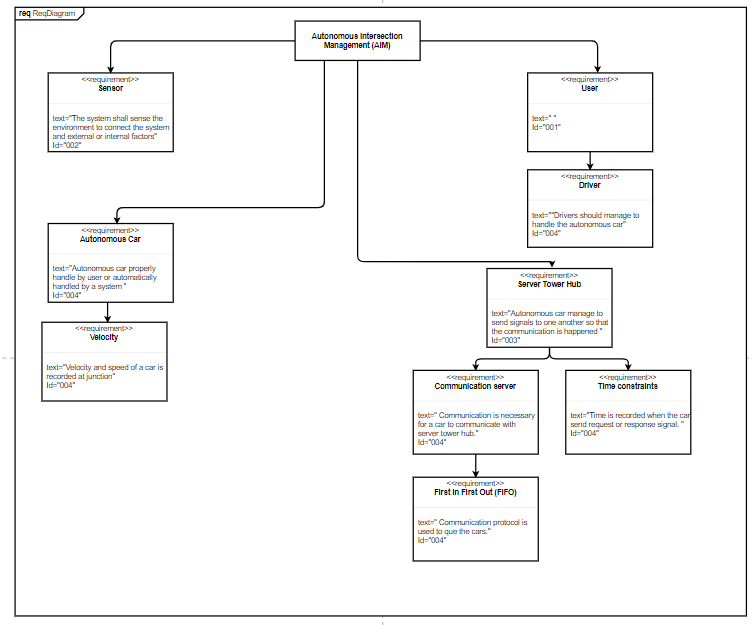 req ReqDiagram
Autonomous Intersection
Management (AIM)
<<requirement>>
Sensor
text="The system shall sense the
environment to connect the system
and external or internal factors"
Id="002"
<<requirement>>
User
text=" "
Id="001"
<<requirement>>
Driver
text=""Drivers should manage to
handle the autonomous car"
Id="004"
<<requirement>>
Autonomous Car
text="Autonomous car properly
handle by user or automatically
handled by a system "
Id="004"
<<requirement>>
Velocity
text="Velocity and speed of a car is
recorded at junction"
Id="004"
<<requirement>>
Server Tower Hub
text="Autonomous car manage to
send signals to one another so that
the communication is happened "
Id="003"
<<requirement>>
Communication server
text=" Communication is necessary
for a car to communicate with
server tower hub."
Id="004"
<<requirement>>
Time constraints
text="Time is recorded when the car
send request or response signal. "
Id="004"
<<requirement>>
First In First Out (FIFO)
text=" Communication protocol is
used to que the cars."
Id="004"